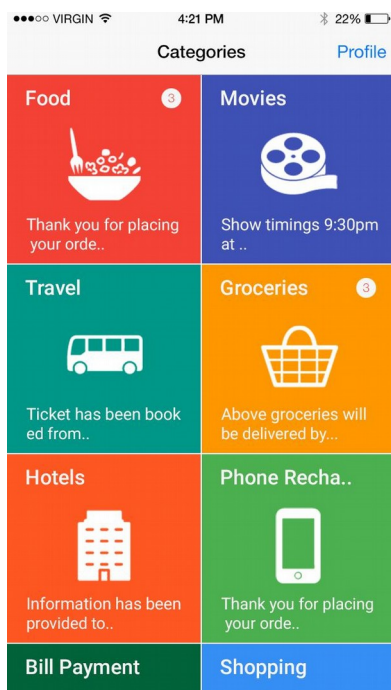 VIRGIN 4:21 PM 22%
Categories Profile
Food 3
Thank you for placing
your orde..
Movies
Show timings 9:30pm
at ..
Travel
Ticket has been book
ed from..
Groceries 3
Above groceries will
be delivered by...
Hotels
Information has been
provided to..
Phone Recha..
Thank you for placing
your orde..
Bill Payment
Shopping